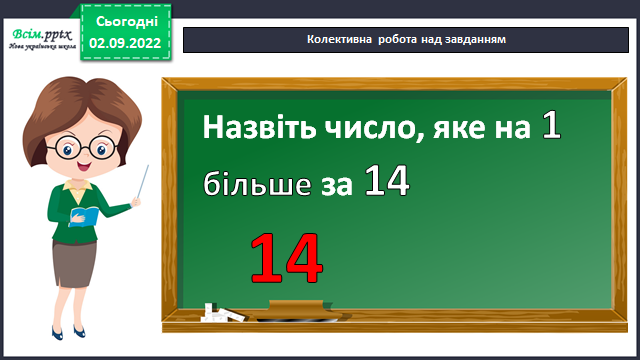 Всім.pptx
Нова українська школа
Сьогодні
02.09.2022
Колективна робота над завданням
Назвіть число, яке на 1
більше за 14
14